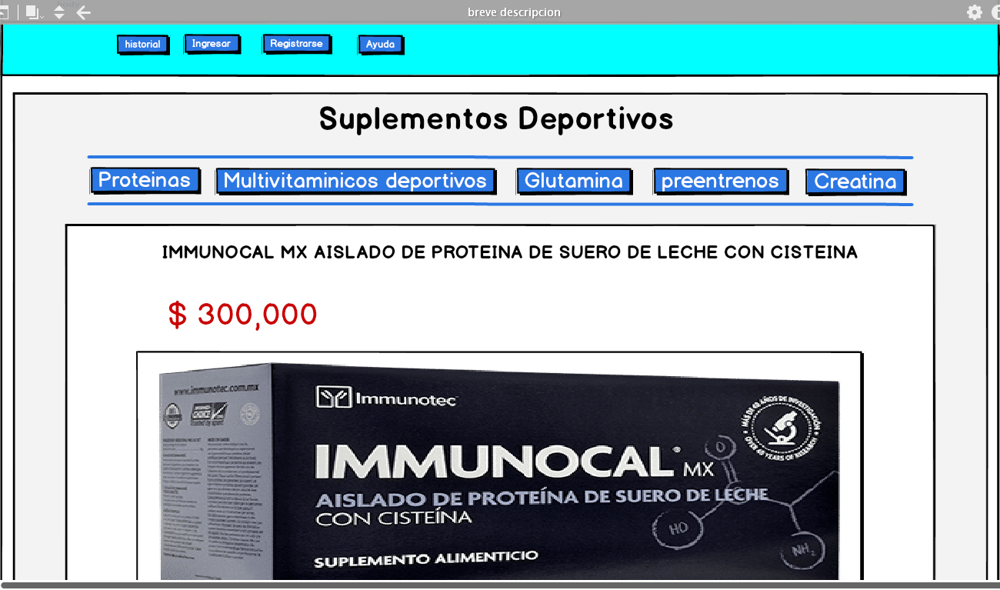 breve descripcion
historial Ingresar Registrarse Ayuda
Suplementos Deportivos
Proteinas Multivitaminicos deportivos Glutamina preentrenos Creatina
IMMUNOCAL MX AISLADO DE PROTEINA DE SUERO DE LECHE CON CISTEINA
$ 300,000
www.immunotec.com.mx
Immunotec
MÁS DE 40 AÑOS DE INVESTIGACIÓN
OVER 40 YEARS OF RESEARCH
IMMUNOCAL® MX
AISLADO DE PROTEÍNA DE SUERO DE LECHE
CON CISTEÍNA
HO
NH2
SUPLEMENTO ALIMENTICIO